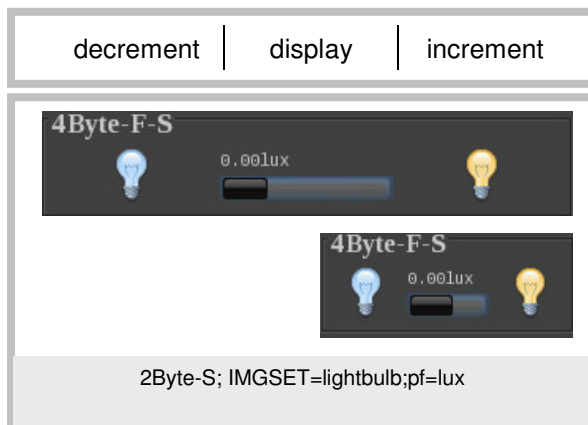 decrement display increment
4Byte-F-S
0.00lux
4Byte-F-S
0.00lux
2Byte-S; IMGSET=lightbulb;pf=lux